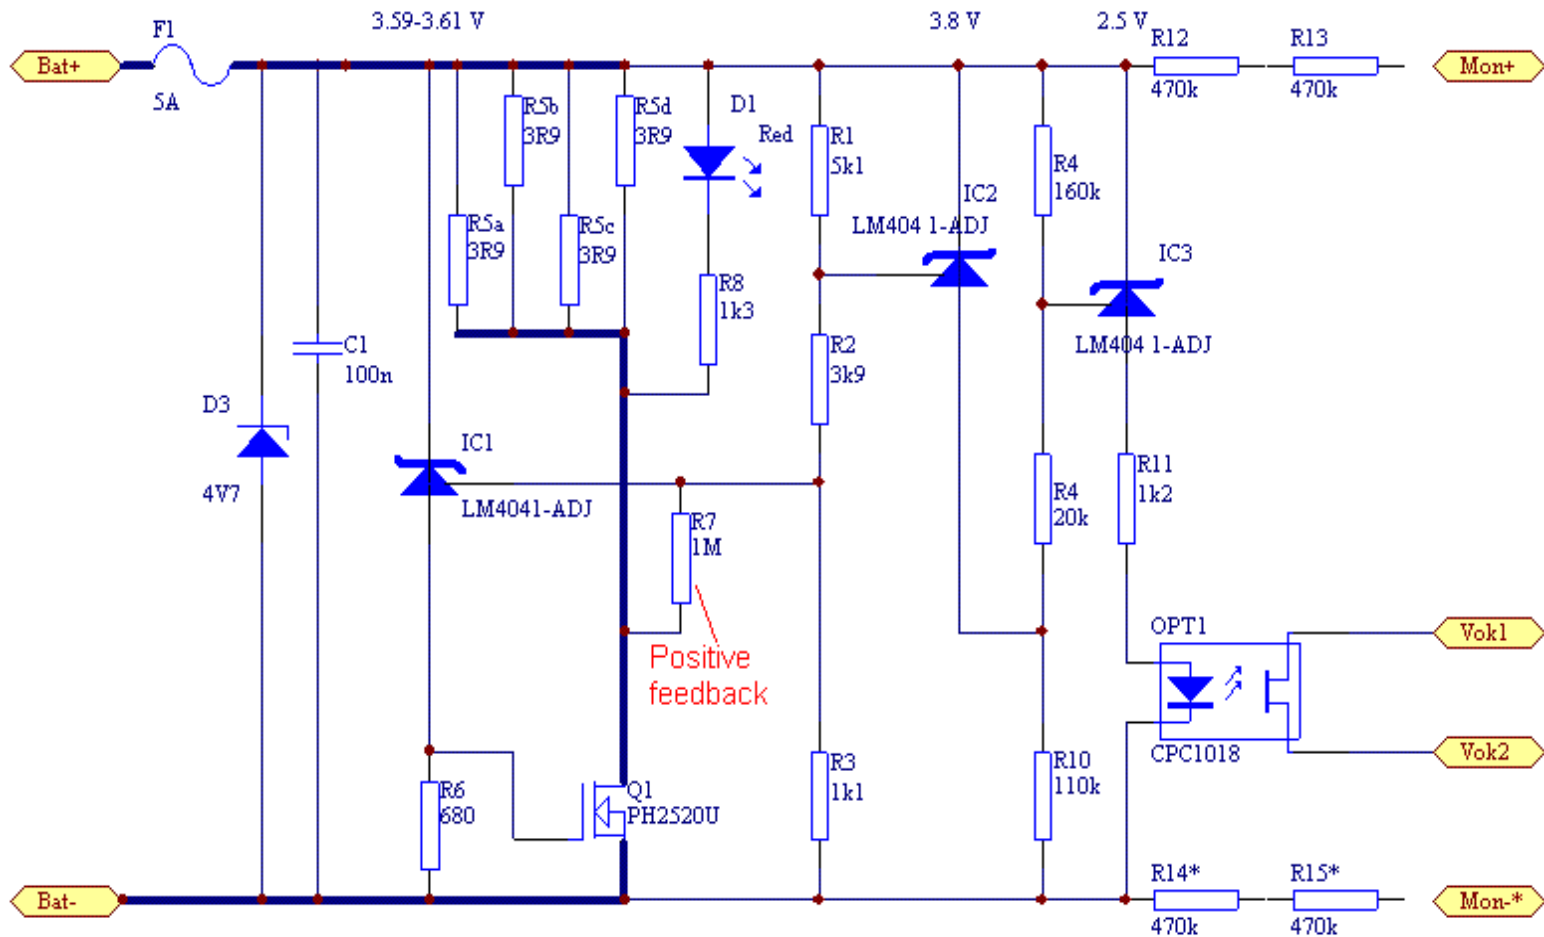 3.59-3.61 V
3.8 V
2.5 V
F1
5A
Bat+
R12
470k
R13
470k
Mon+
R5b
3R9
R5d
3R9
D1
Red
R1
5k1
R4
160k
IC2
LM404 1-ADJ
R5a
3R9
R5c
3R9
IC3
LM404 1-ADJ
R8
1k3
C1
100n
R2
3k9
D3
4V7
IC1
LM4041-ADJ
R11
1k2
R4
20k
R7
1M
Positive
feedback
OPT1
CPC1018
Vok1
Vok2
R6
680
Q1
PH2520U
R3
1k1
R10
110k
Bat-
R14*
470k
R15*
470k
Mon-*